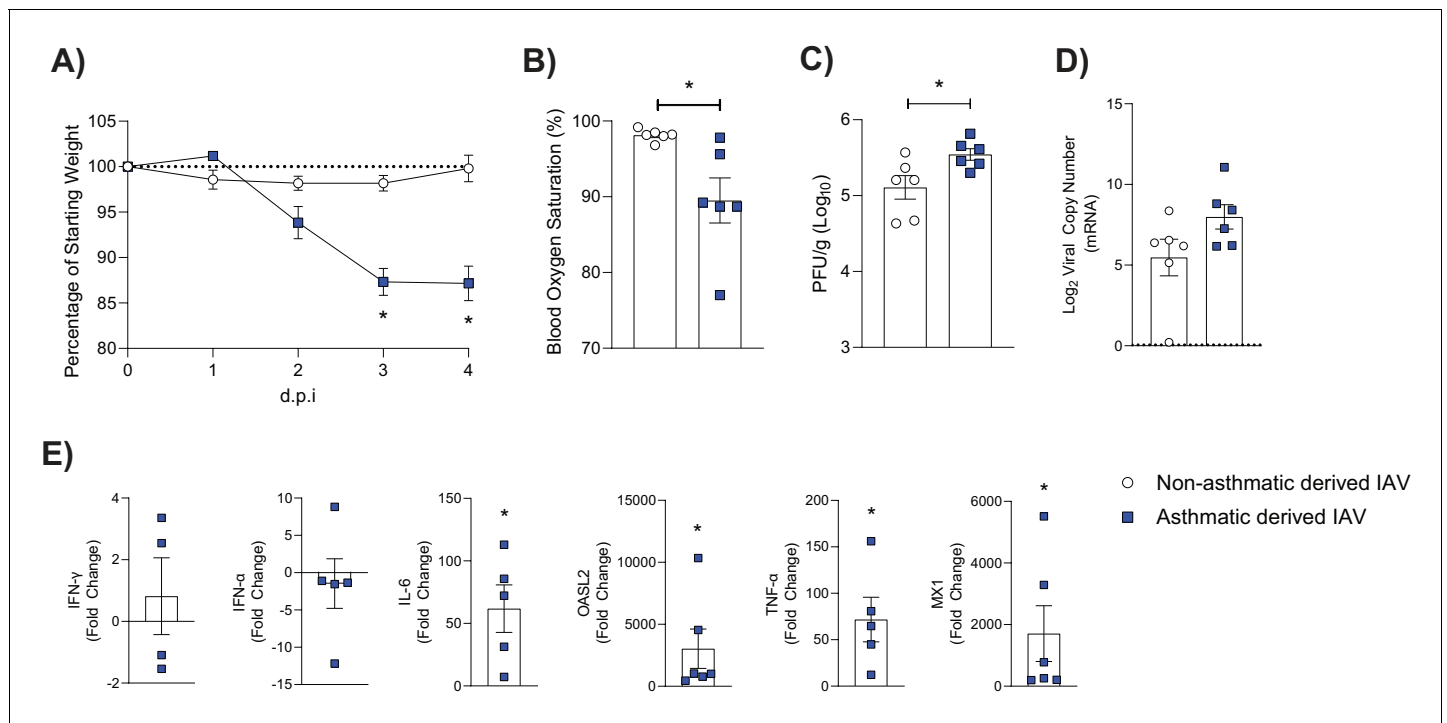 A)
Percentage of Starting Weight
105
100
95
90
85
80
0 1 2 3 4
d.p.i
* *
B)
*
Blood Oxygen Saturation (%)
100
90
80
70
C)
*
PFU/g (Log10)
6
5
4
3
D)
Log2 Viral Copy Number
(mRNA)
15
10
5
0
E)
IFN-γ
(Fold Change)
4
2
0
-2
IFN-α
(Fold Change)
10
5
0
-5
-10
-15
IL-6
(Fold Change)
150
100
50
0
*
OASL2
(Fold Change)
15000
10000
5000
0
*
TNF-α
(Fold Change)
200
150
100
50
0
*
MX1
(Fold Change)
6000
4000
2000
0
*
Non-asthmatic derived IAV
Asthmatic derived IAV